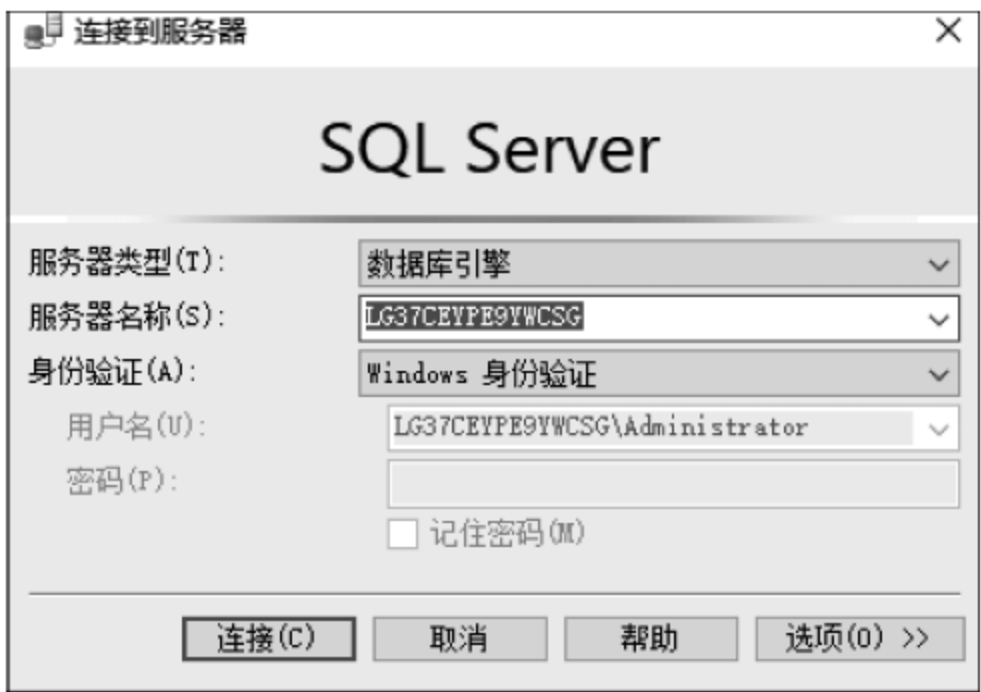 连接到服务器
SQL Server
服务器类型(T): 数据库引擎
服务器名称(S): LG37CEYPE9YWCSG
身份验证(A): Windows 身份验证
用户名(U): LG37CEYPE9YWCSG\Administrator
密码(P):
记住密码(M)
连接(C) 取消 帮助 选项(O) >>